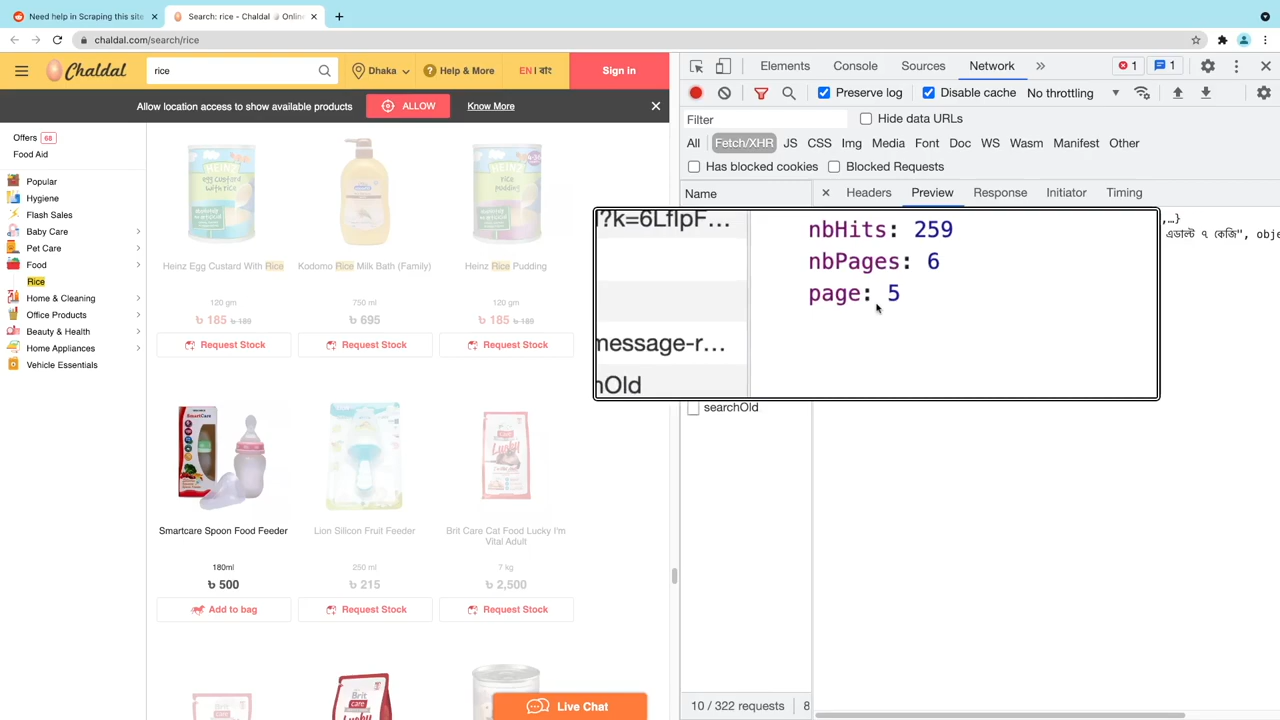 Need help in Scraping this site
Search: rice - Chaldal
Onlin
chaldal.com/search/rice
Chaldal
rice
Dhaka
Help & More
EN | বাং
Sign in
Allow location access to show available products
ALLOW
Know More
Offers 68
Food Aid
Popular
Hygiene
Flash Sales
Baby Care
Pet Care
Food
Rice
Home & Cleaning
Office Products
Beauty & Health
Home Appliances
Vehicle Essentials
Heinz Egg Custard With Rice
120 gm
৳ 185 ৳ 189
Request Stock
Kodomo Rice Milk Bath (Family)
750 ml
৳ 695
Request Stock
Heinz Rice Pudding
120 gm
৳ 185 ৳ 189
Request Stock
Smartcare Spoon Food Feeder
180ml
৳ 500
Add to bag
Lion Silicon Fruit Feeder
250 ml
৳ 215
Request Stock
Brit Care Cat Food Lucky I'm
Vital Adult
7 kg
৳ 2,500
Request Stock
Live Chat
Elements
Console
Sources
Network
1
1
Preserve log
Disable cache
No throttling
Filter
Hide data URLs
All
Fetch/XHR
JS
CSS
Img
Media
Font
Doc
WS
Wasm
Manifest
Other
Has blocked cookies
Blocked Requests
Name
Headers
Preview
Response
Initiator
Timing
,…}
এডাল্ট ৭ কেজি", obje
!?k=6LfIpF…
message-r…
hOld
nbHits: 259
nbPages: 6
page: 5
searchOld
10 / 322 requests
8